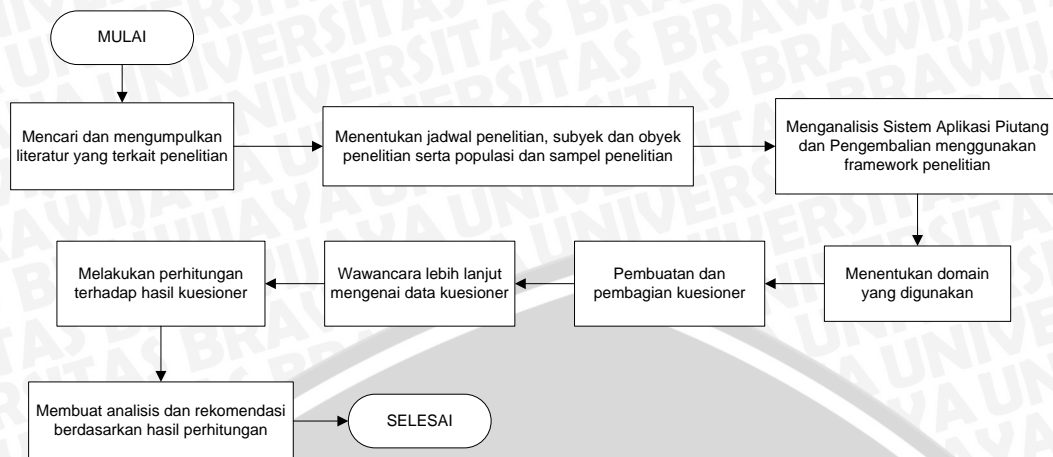 MULAI
Mencari dan mengumpulkan
literatur yang terkait penelitian
Menentukan jadwal penelitian, subyek dan obyek
penelitian serta populasi dan sampel penelitian
Menganalisis Sistem Aplikasi Piutang
dan Pengembalian menggunakan
framework penelitian
Menentukan domain
yang digunakan
Pembuatan dan
pembagian kuesioner
Wawancara lebih lanjut
mengenai data kuesioner
Melakukan perhitungan
terhadap hasil kuesioner
Membuat analisis dan rekomendasi
berdasarkan hasil perhitungan
SELESAI